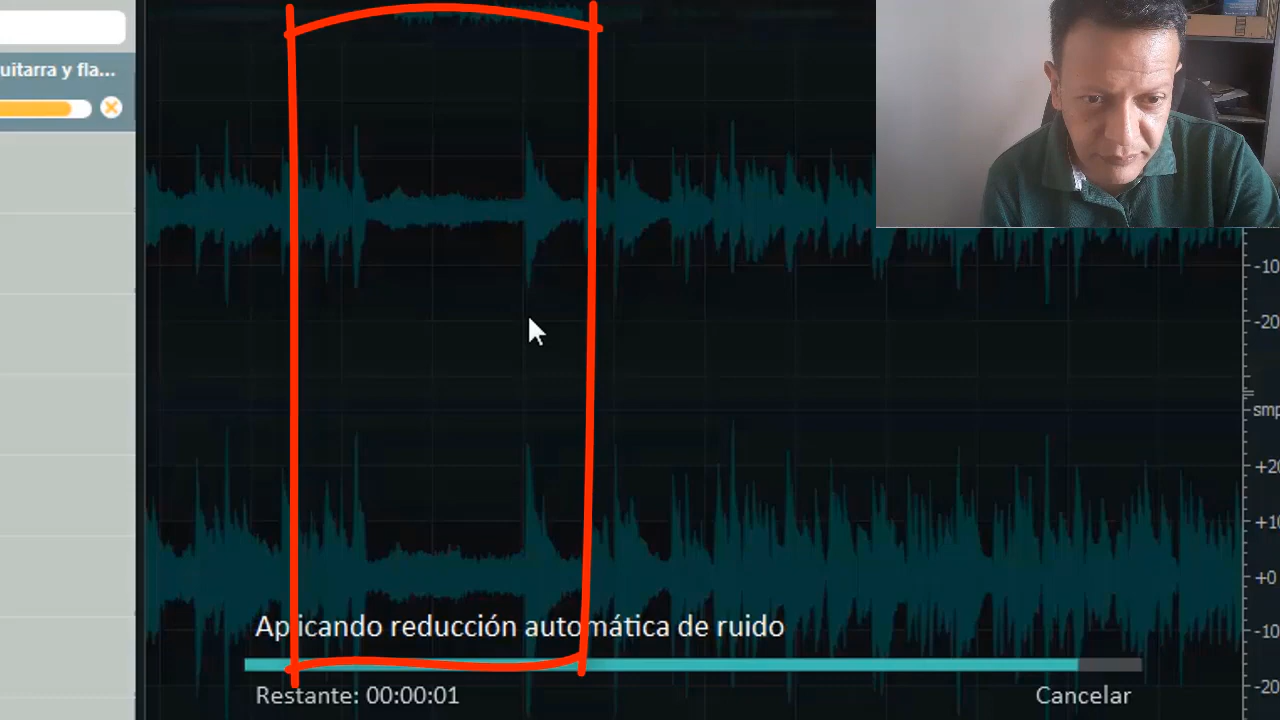 uitarra y fla...
-10
-20
smp
+20
+10
+0
-10
-20
Aplicando reducción automática de ruido
Restante: 00:00:01
Cancelar